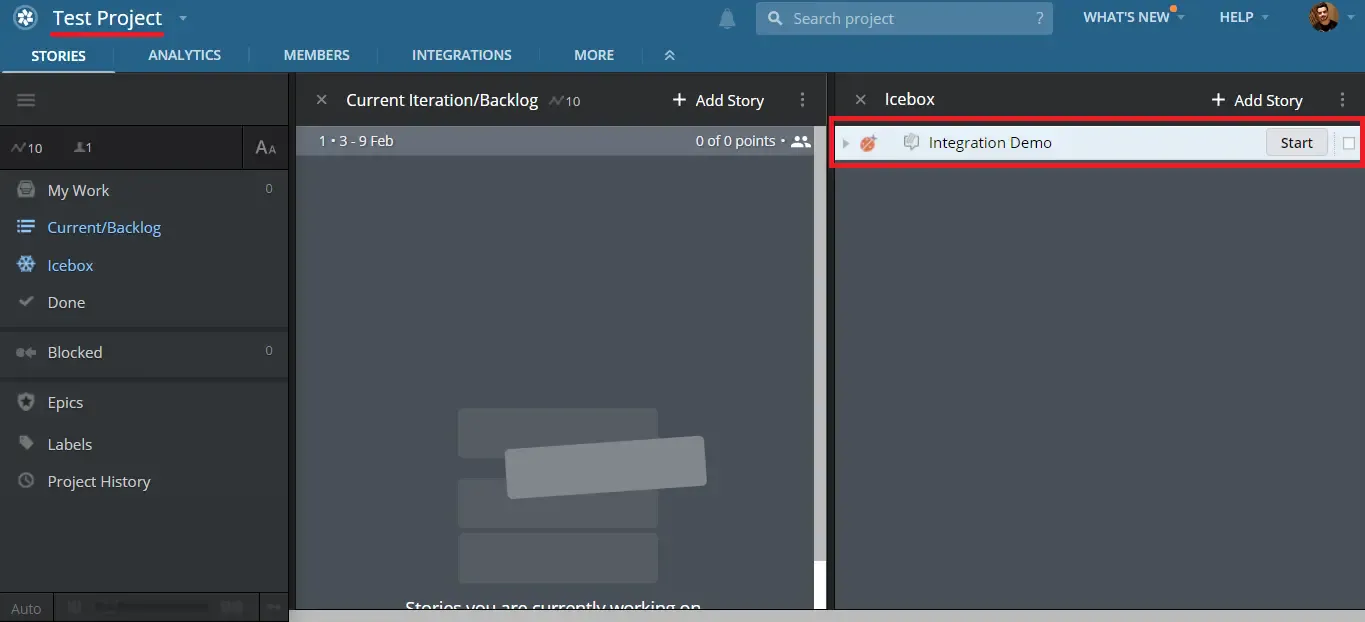 Test Project
Search project ?
WHAT'S NEW
HELP
STORIES
ANALYTICS
MEMBERS
INTEGRATIONS
MORE
10
1
AA
My Work 0
Current/Backlog
Icebox
Done
Blocked 0
Epics
Labels
Project History
Auto
Current Iteration/Backlog 10
+ Add Story
1 • 3 - 9 Feb
0 of 0 points •
Stories you are currently working on
Icebox
+ Add Story
Integration Demo
Start